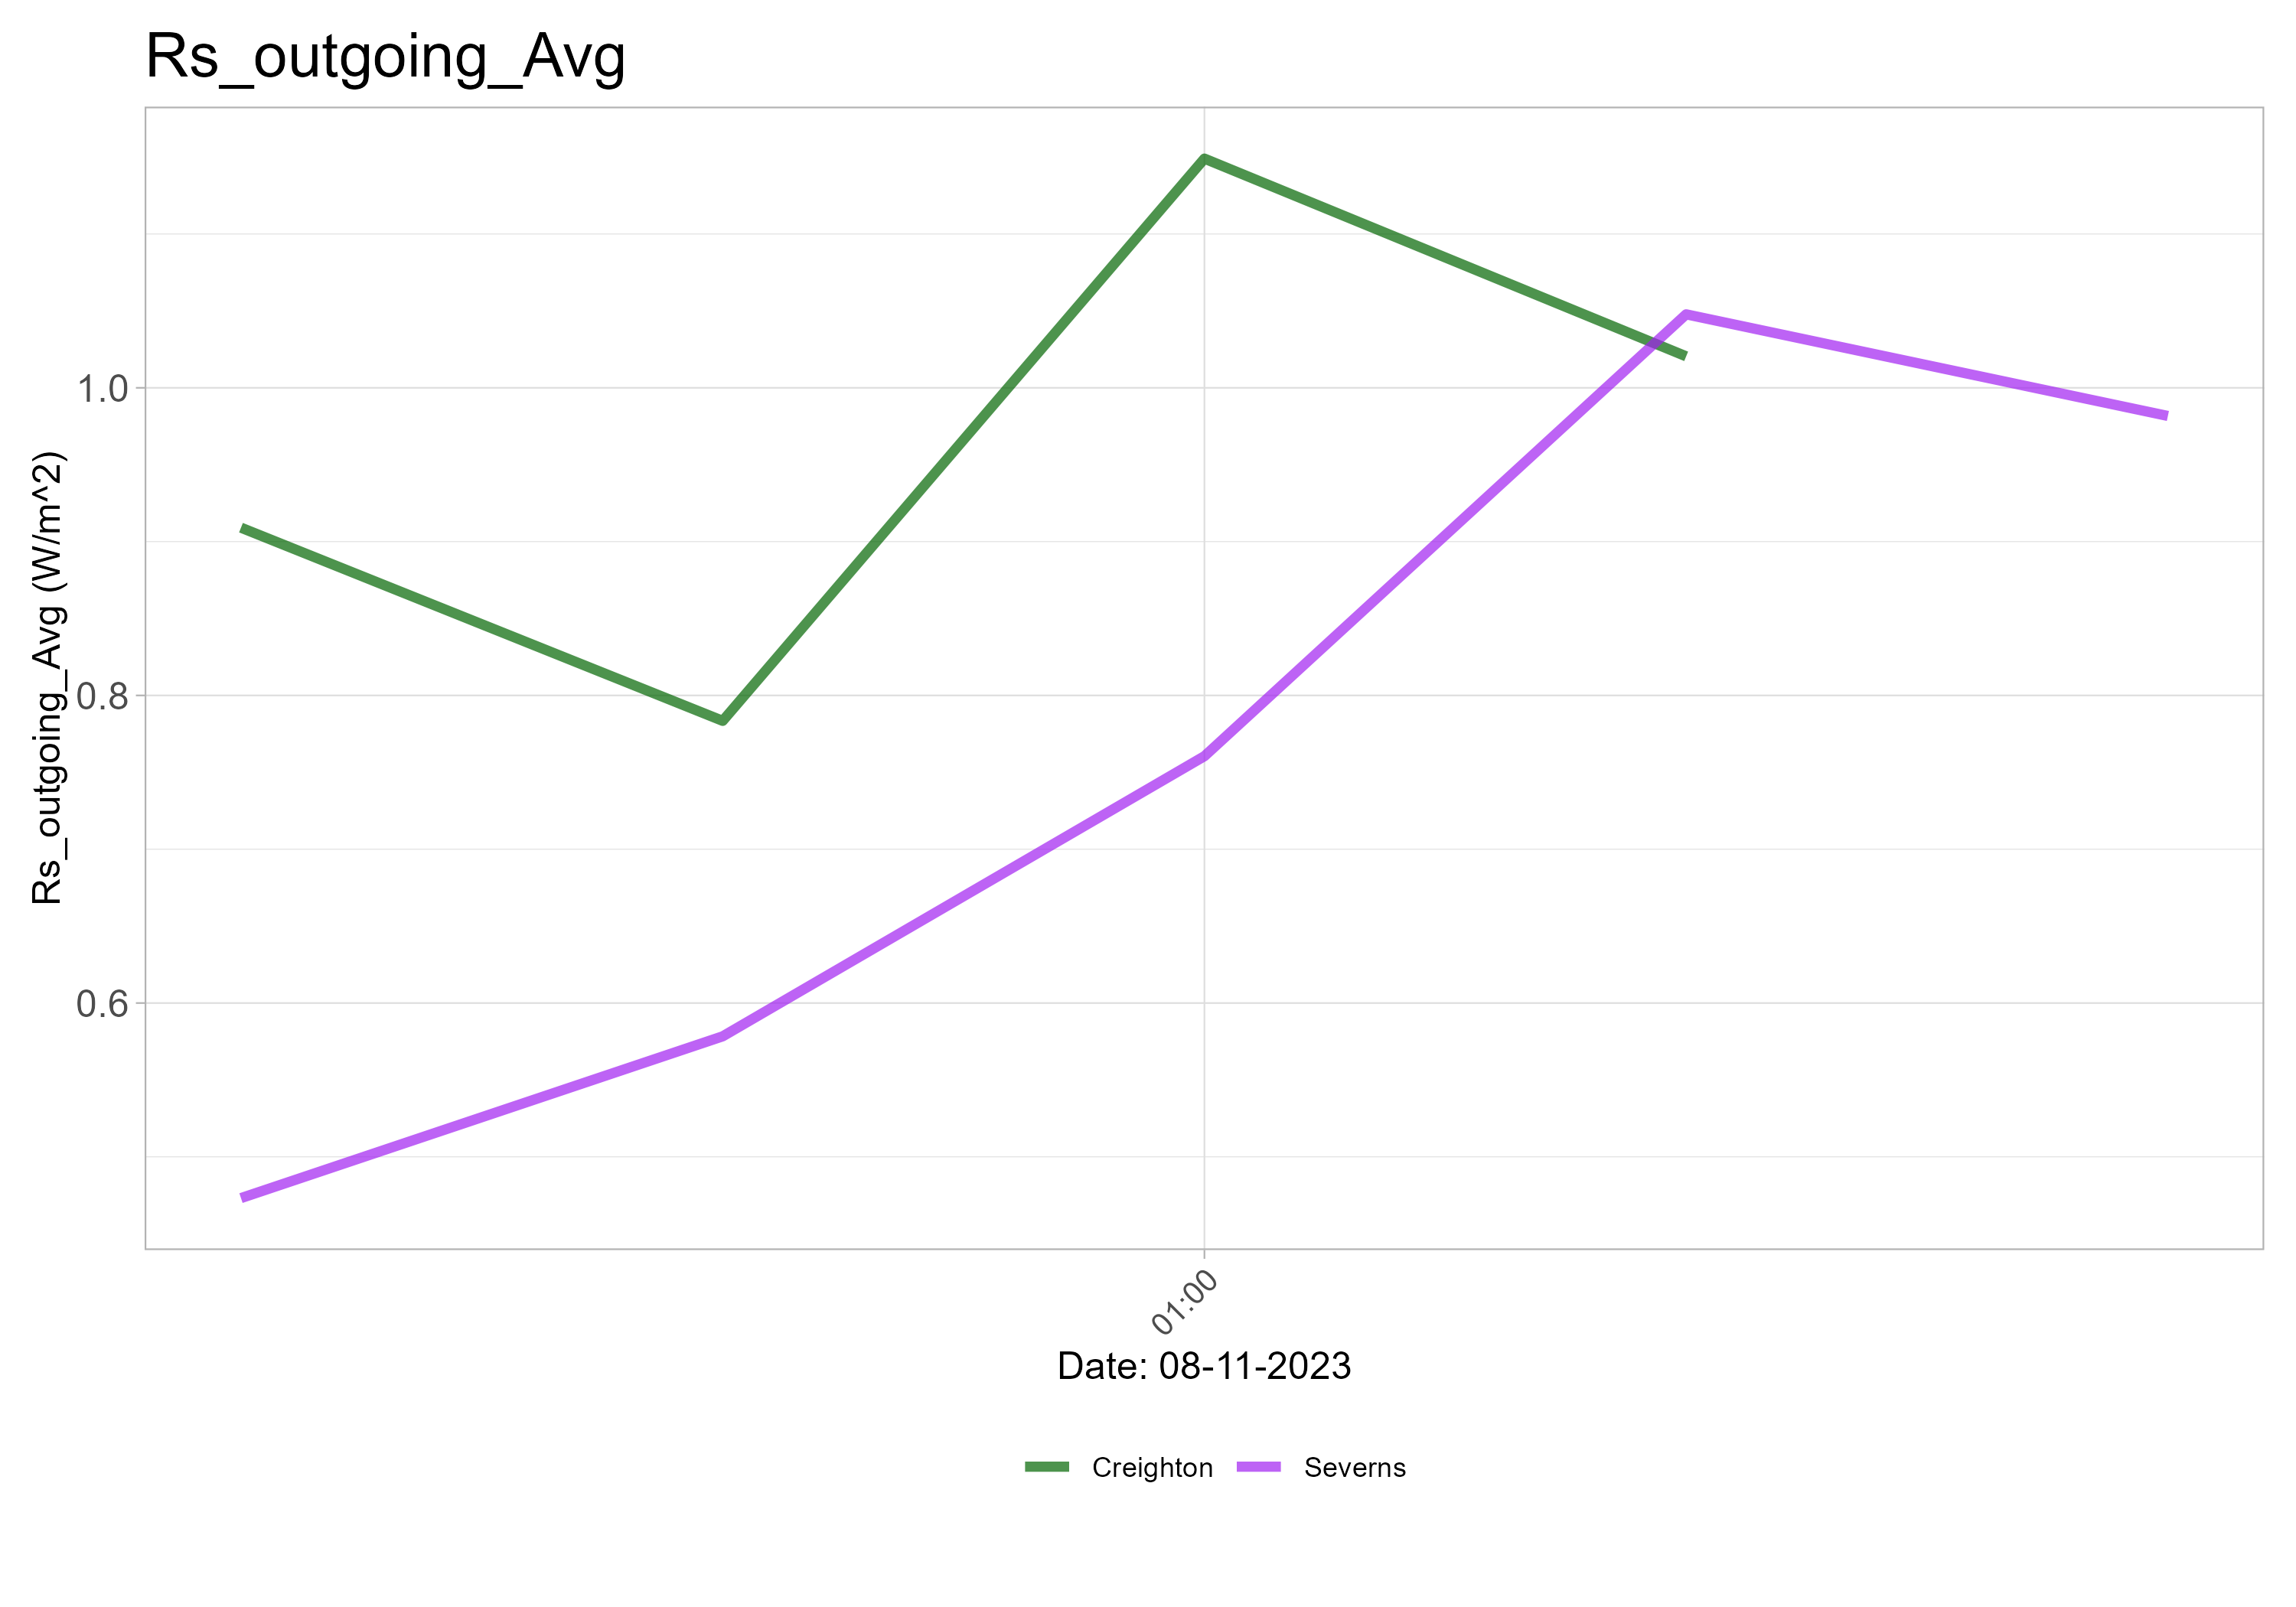 Rs_outgoing_Avg
Rs_outgoing_Avg (W/m^2)
1.0
0.8
0.6
01:00
Date: 08-11-2023
Creighton Severns